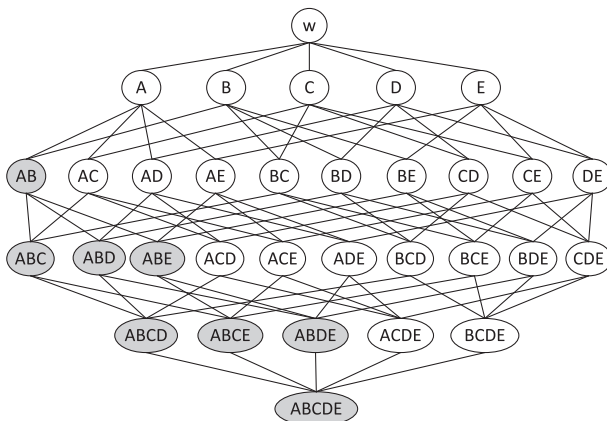 w
A B C D E
AB AC AD AE BC BD BE CD CE DE
ABC ABD ABE ACD ACE ADE BCD BCE BDE CDE
ABCD ABCE ABDE ACDE BCDE
ABCDE